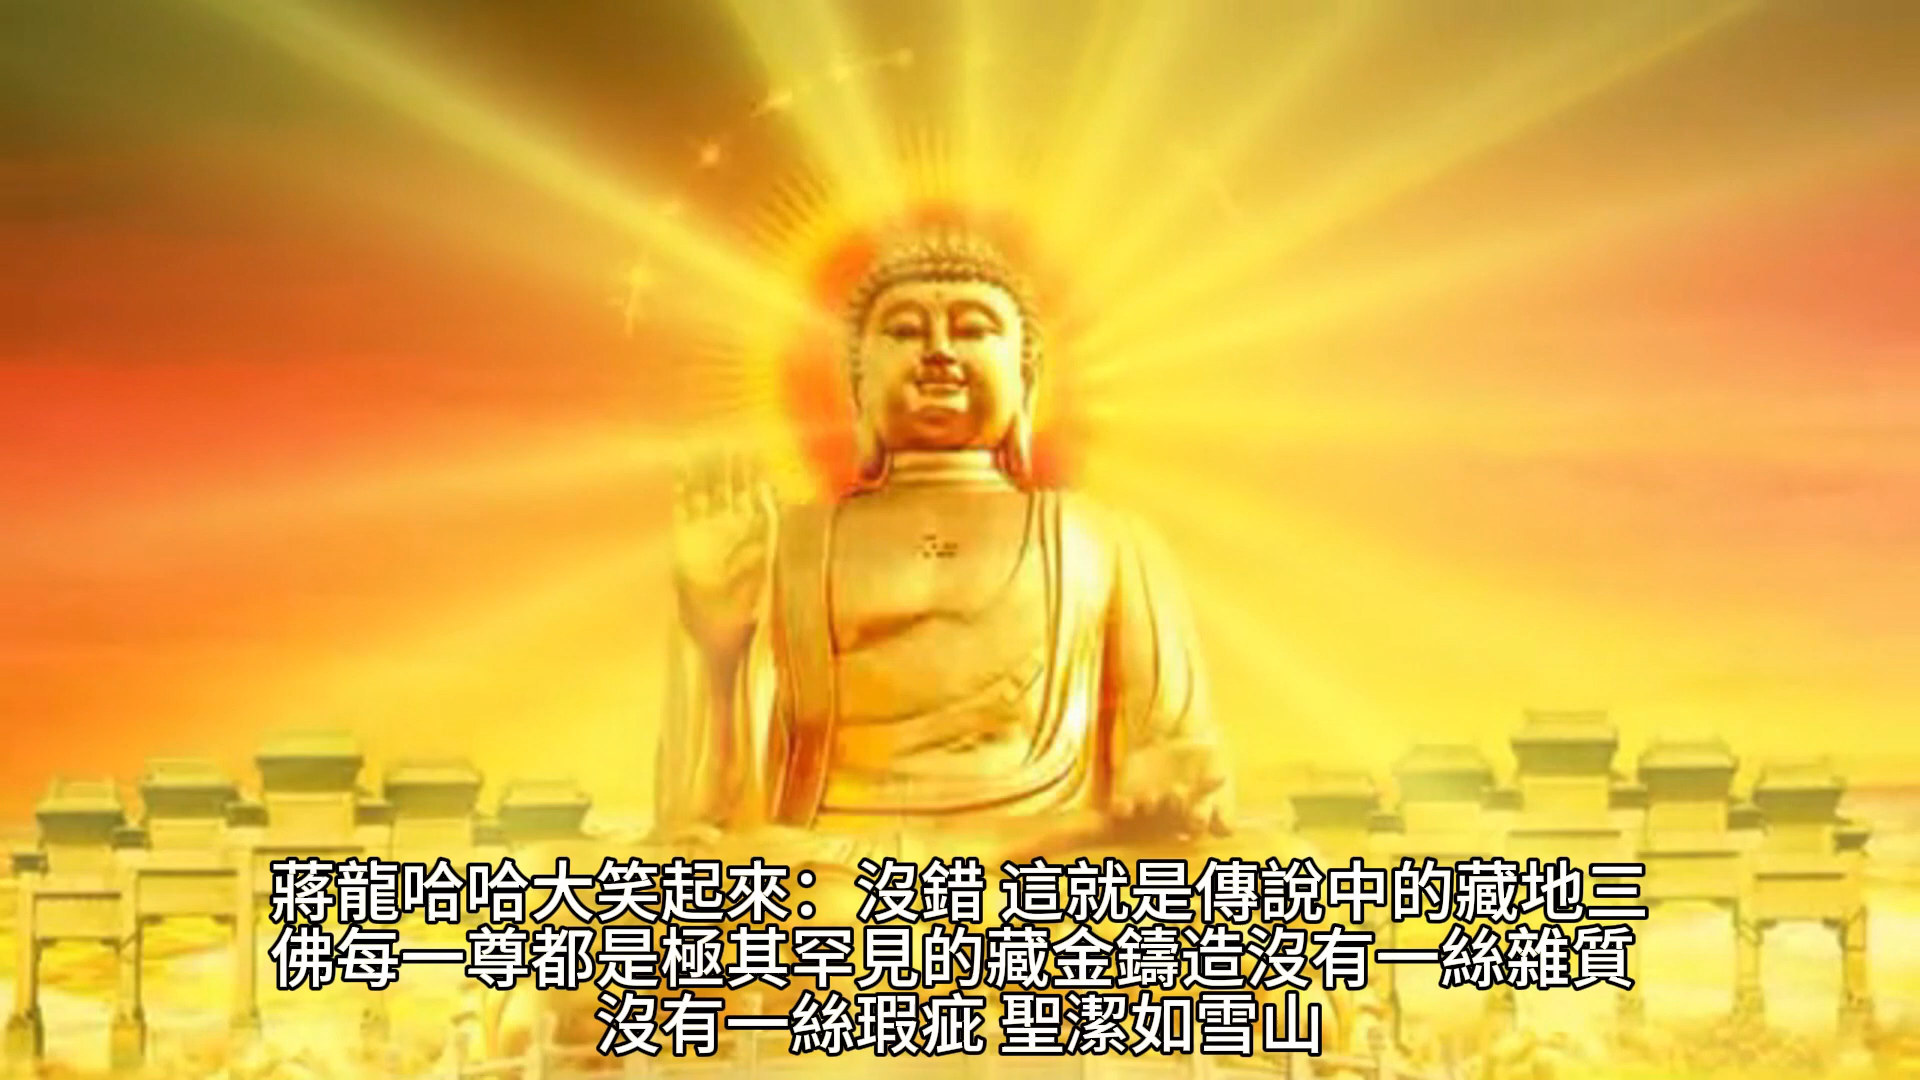 蔣龍哈哈大笑起來：沒錯 這就是傳說中的藏地三
佛每一尊都是極其罕見的藏金鑄造沒有一絲雜質
沒有一絲瑕疵 聖潔如雪山